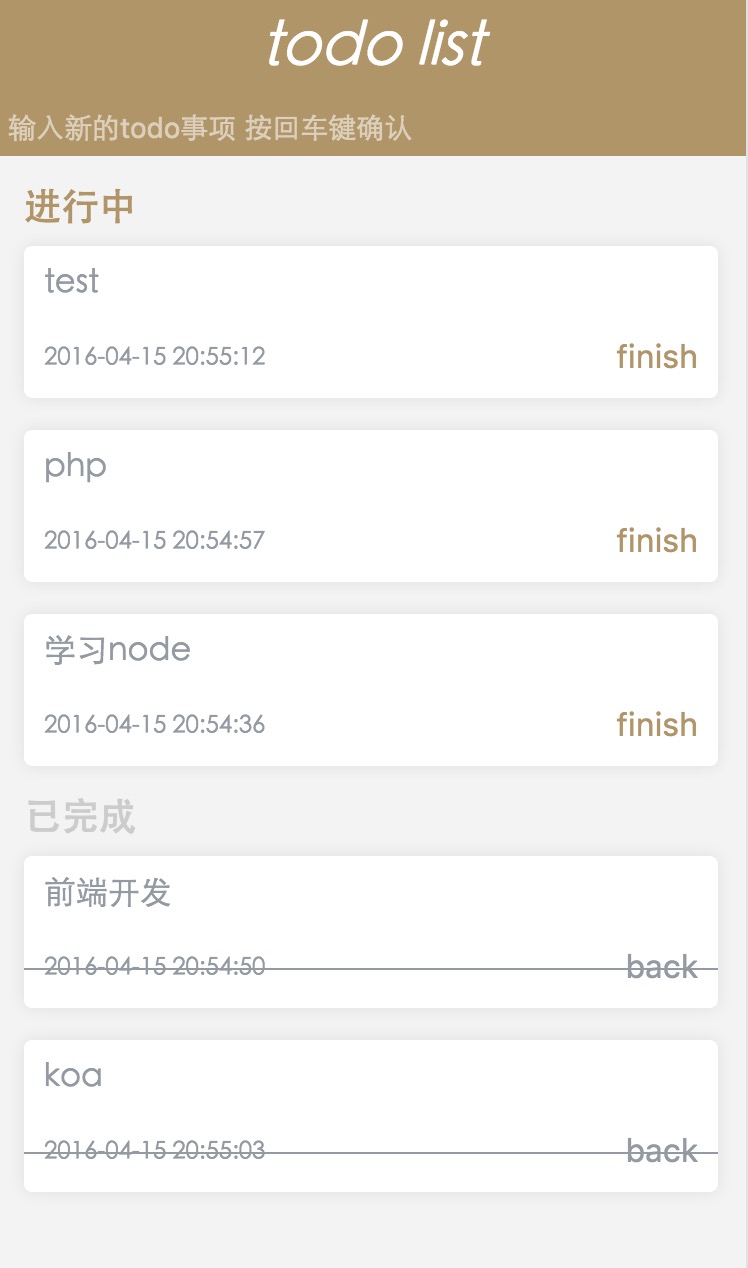 todo list
输入新的todo事项 按回车键确认
进行中
test
2016-04-15 20:55:12 finish
php
2016-04-15 20:54:57 finish
学习node
2016-04-15 20:54:36 finish
已完成
前端开发
2016-04-15 20:54:50 back
koa
2016-04-15 20:55:03 back